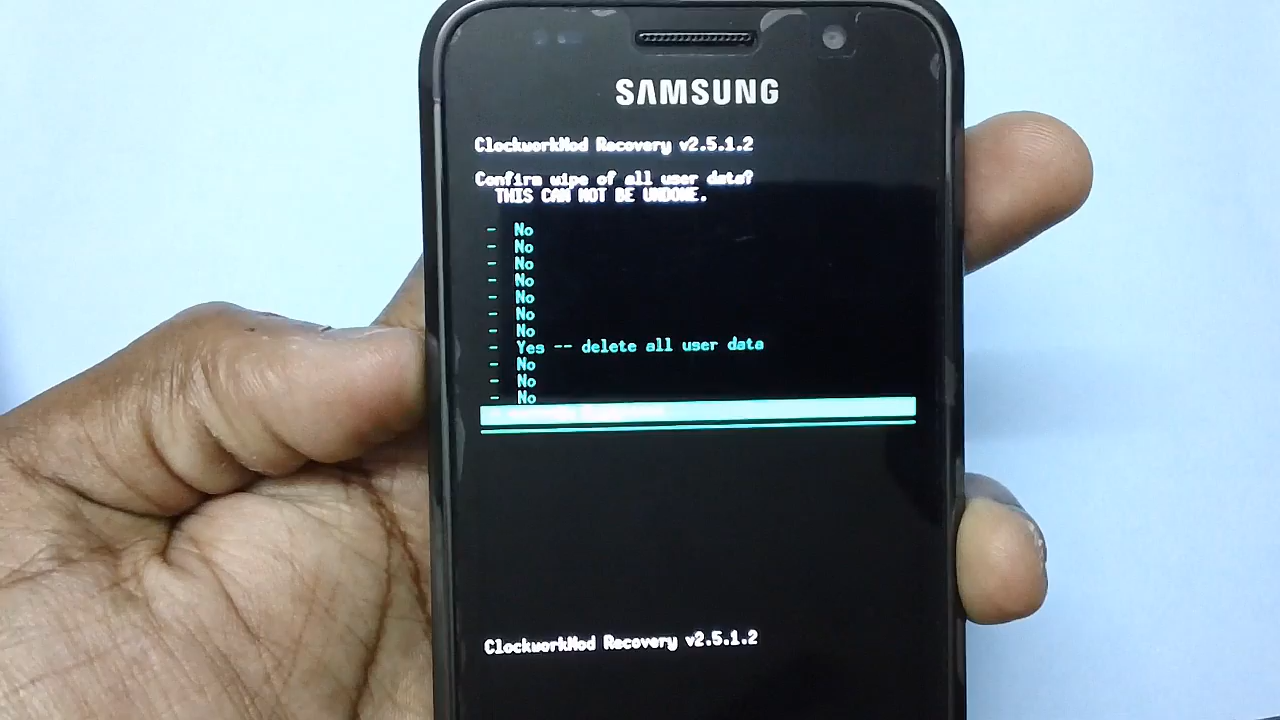 SAMSUNG
ClockworkMod Recovery v2.5.1.2
Confirm wipe of all user data?
THIS CAN NOT BE UNDONE.
- No
- No
- No
- No
- No
- No
- No
- Yes -- delete all user data
- No
- No
- No
ClockworkMod Recovery v2.5.1.2